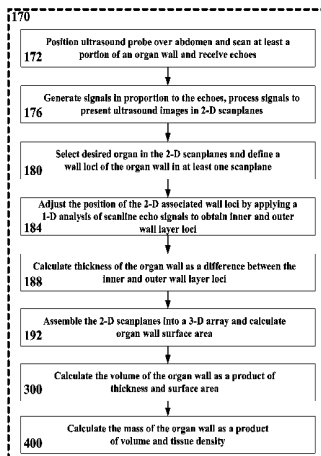 170
Position ultrasound probe over abdomen and scan at least a
portion of an organ wall and receive echoes
172
Generate signals in proportion to the echoes, process signals to
present ultrasound images in 2-D scanplanes
176
Select desired organ in the 2-D scanplanes and define a
wall loci of the organ wall in at least one scanplane
180
Adjust the position of the 2-D associated wall loci by applying a
1-D analysis of scanline echo signals to obtain inner and outer
wall layer loci
184
Calculate thickness of the organ wall as a difference between the
inner and outer wall layer loci
188
Assemble the 2-D scanplanes into a 3-D array and calculate
organ wall surface area
192
Calculate the volume of the organ wall as a product of
thickness and surface area
300
Calculate the mass of the organ wall as a product
of volume and tissue density
400